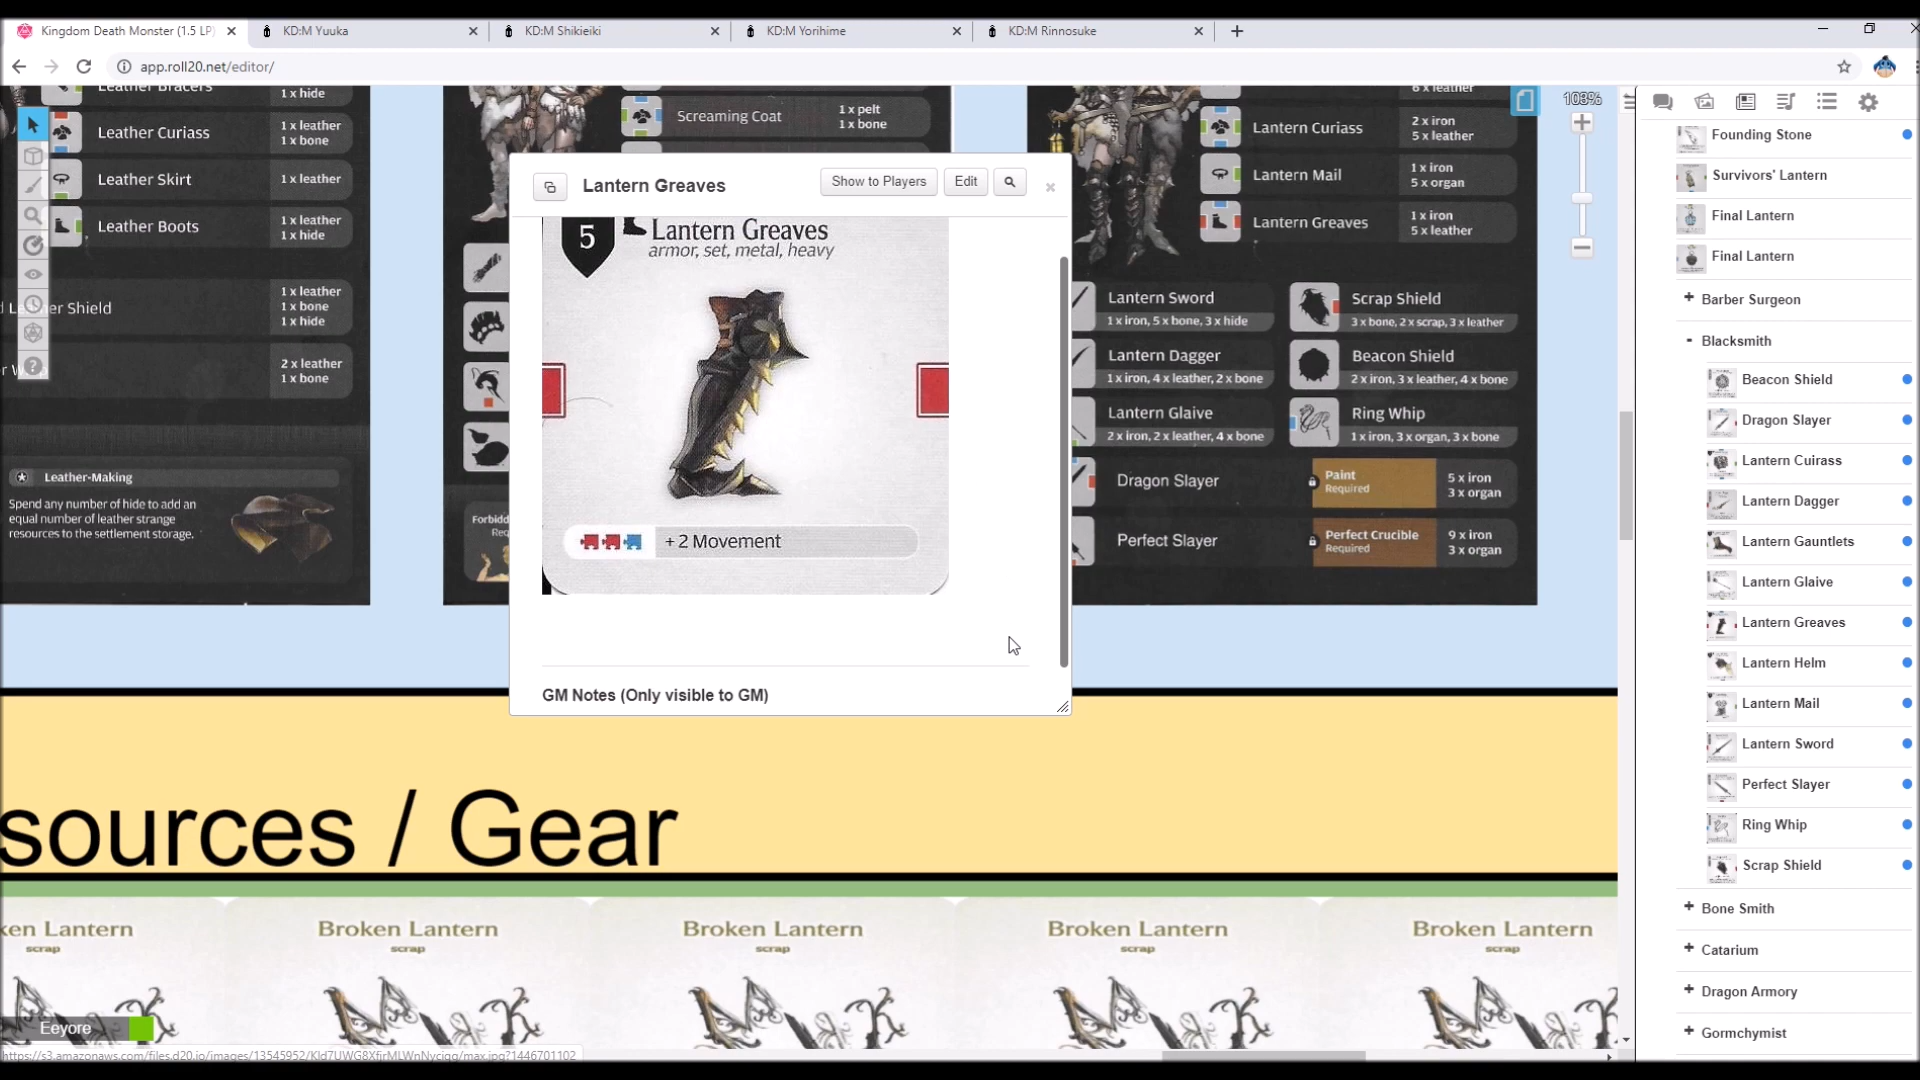 Kingdom Death Monster (1.5 LP)
KD:M Yuuka
KD:M Shikieiki
KD:M Yorihime
KD:M Rinnosuke
app.roll20.net/editor/
Leather Bracers
1 x hide
Leather Curiass
1 x leather
1 x bone
Leather Skirt
1 x leather
Leather Boots
1 x leather
1 x hide
Leather Shield
1 x leather
1 x bone
1 x hide
2 x leather
1 x bone
Leather-Making
Spend any number of hide to add an
equal number of leather strange
resources to the settlement storage.
Screaming Coat
1 x pelt
1 x bone
Forbidd
Req
Lantern Greaves
Show to Players
Edit
5
Lantern Greaves
armor, set, metal, heavy
+ 2 Movement
GM Notes (Only visible to GM)
6 x leather
Lantern Curiass
2 x iron
5 x leather
Lantern Mail
1 x iron
5 x organ
Lantern Greaves
1 x iron
5 x leather
Lantern Sword
1 x iron, 5 x bone, 3 x hide
Scrap Shield
3 x bone, 2 x scrap, 3 x leather
Lantern Dagger
1 x iron, 4 x leather, 2 x bone
Beacon Shield
2 x iron, 3 x leather, 4 x bone
Lantern Glaive
2 x iron, 2 x leather, 4 x bone
Ring Whip
1 x iron, 3 x organ, 3 x bone
Dragon Slayer
Paint
Required
5 x iron
3 x organ
Perfect Slayer
Perfect Crucible
Required
9 x iron
3 x organ
108%
Founding Stone
Survivors' Lantern
Final Lantern
Final Lantern
Barber Surgeon
Blacksmith
Beacon Shield
Dragon Slayer
Lantern Cuirass
Lantern Dagger
Lantern Gauntlets
Lantern Glaive
Lantern Greaves
Lantern Helm
Lantern Mail
Lantern Sword
Perfect Slayer
Ring Whip
Scrap Shield
Bone Smith
Catarium
Dragon Armory
Gormchymist
sources / Gear
ken Lantern
scrap
Broken Lantern
scrap
Broken Lantern
scrap
Broken Lantern
scrap
Broken Lantern
scrap
Eeyore